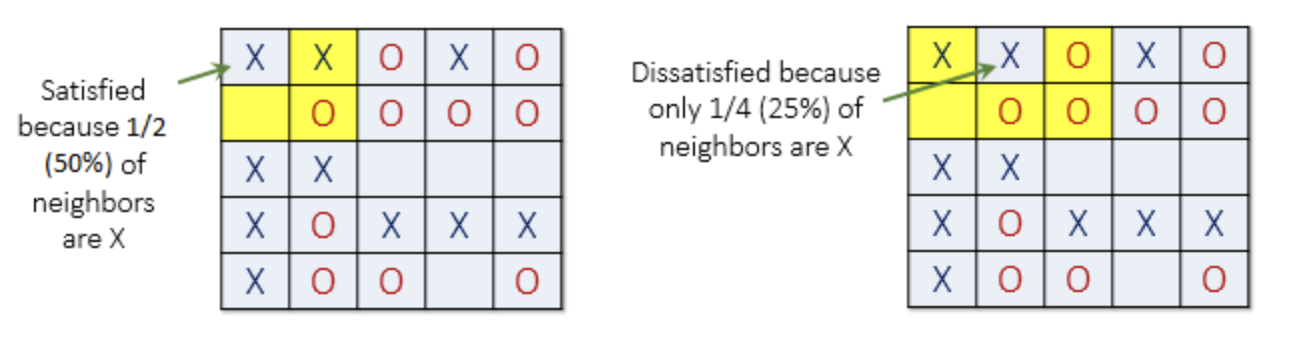 Satisfied
because 1/2
(50%) of
neighbors
are X
X X O X O
O O O O
X X
X O X X X
X O O O
Dissatisfied because
only 1/4 (25%) of
neighbors are X
X X O X O
O O O O
X X
X O X X X
X O O O